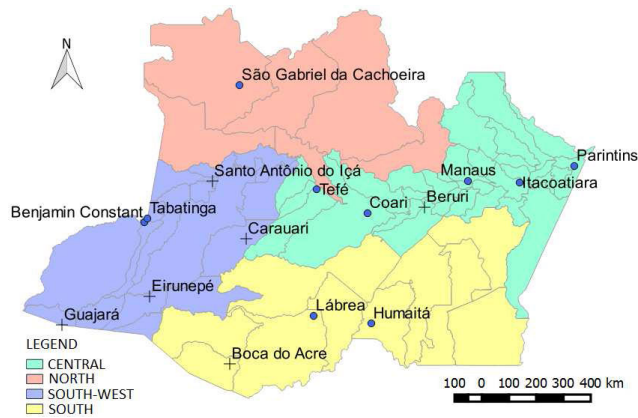 N
São Gabriel da Cachoeira
Parintins
Santo Antônio do Içá
Manaus
Tefé
Itacoatiara
Beruri
Benjamin Constant
Tabatinga
Coari
Carauari
Eirunepé
Guajará
Lábrea
Humaitá
Boca do Acre
LEGEND
CENTRAL
NORTH
SOUTH-WEST
SOUTH
100 0 100 200 300 400 km